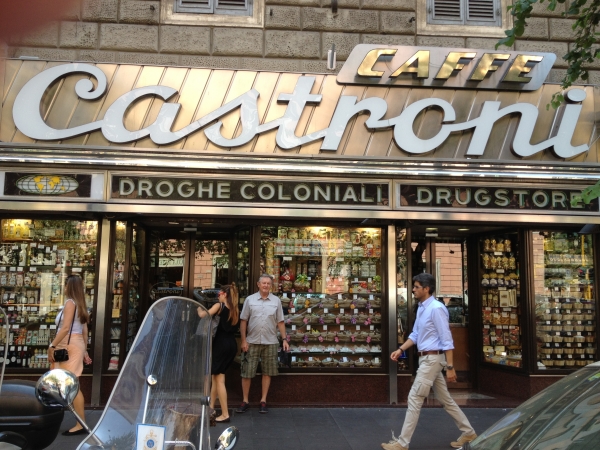 CAFFE
Castroni
DROGHE COLONIALI
DRUGSTORE